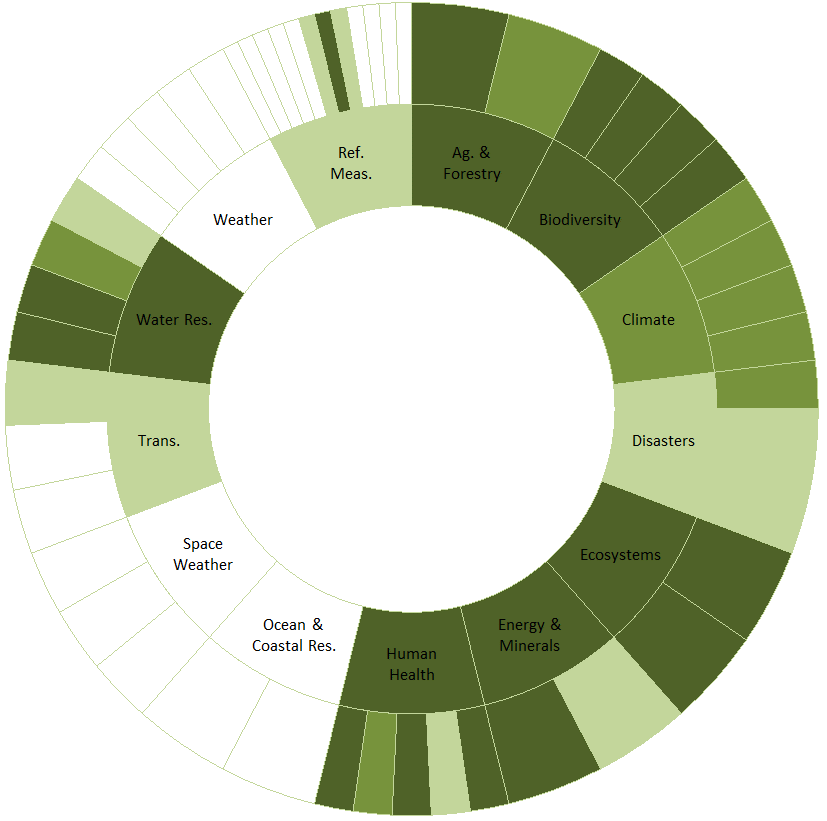 Ag. &
Forestry
Biodiversity
Climate
Disasters
Ecosystems
Energy &
Minerals
Human
Health
Ocean &
Coastal Res.
Space
Weather
Trans.
Water Res.
Weather
Ref.
Meas.